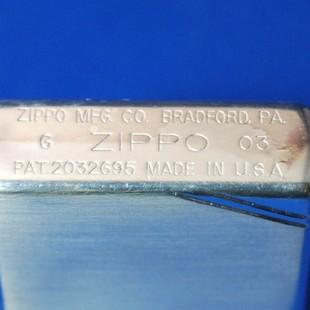 ZIPPO MFG. CO. BRADFORD, PA.
G ZIPPO 03
PAT.2032695 MADE IN U.S.A.